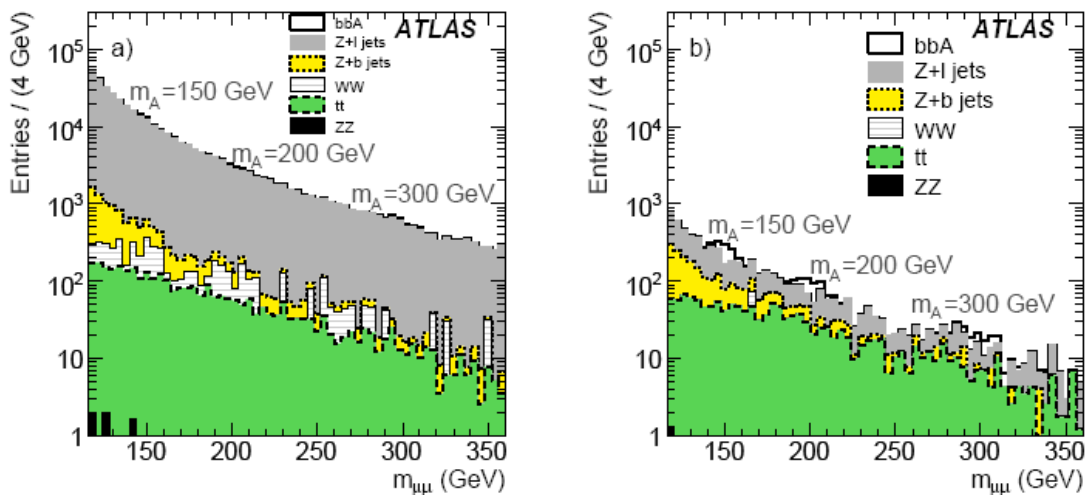 Entries / (4 GeV)
10^5
10^4
10^3
10^2
10
1
a)
ATLAS
bbA
Z+l jets
Z+b jets
WW
tt
ZZ
m_A=150 GeV
m_A=200 GeV
m_A=300 GeV
150 200 250 300 350
m_μμ (GeV)
Entries / (4 GeV)
10^5
10^4
10^3
10^2
10
1
b)
ATLAS
bbA
Z+l jets
Z+b jets
WW
tt
ZZ
m_A=150 GeV
m_A=200 GeV
m_A=300 GeV
150 200 250 300 350
m_μμ (GeV)